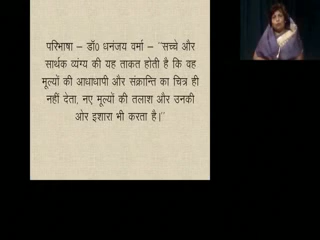 परिभाषा – डॉ0 धनंजय वर्मा – "सच्चे और
सार्थक व्यंग्य की यह ताकत होती है कि वह
मूल्यों की आधाधापी और संक्रान्ति का चित्र ही
नहीं देता, नए मूल्यों की तलाश और उनकी
ओर इशारा भी करता है।"